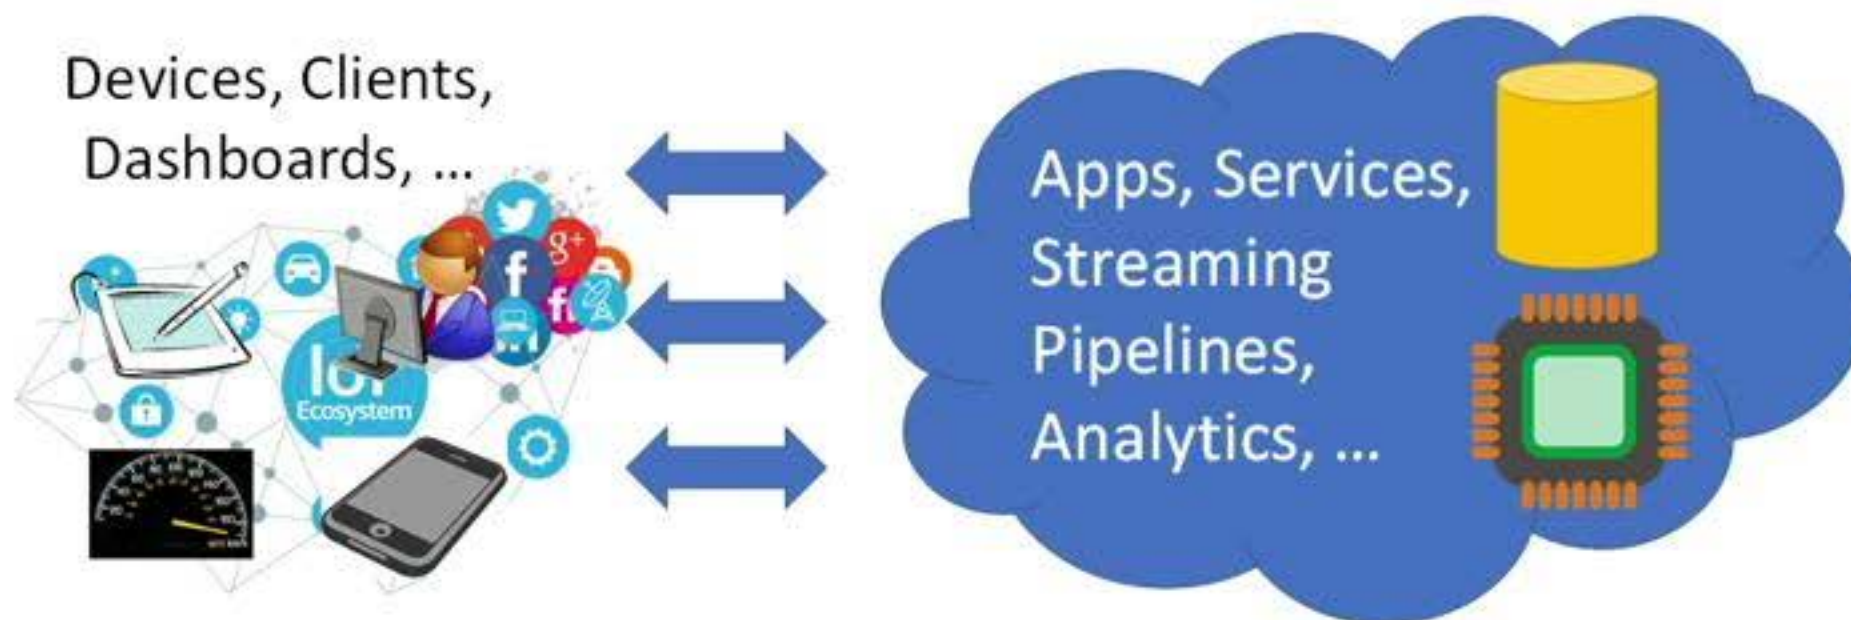 Devices, Clients,
Dashboards, ...
g+
f
IoT
Ecosystem
Apps, Services,
Streaming
Pipelines,
Analytics, ...